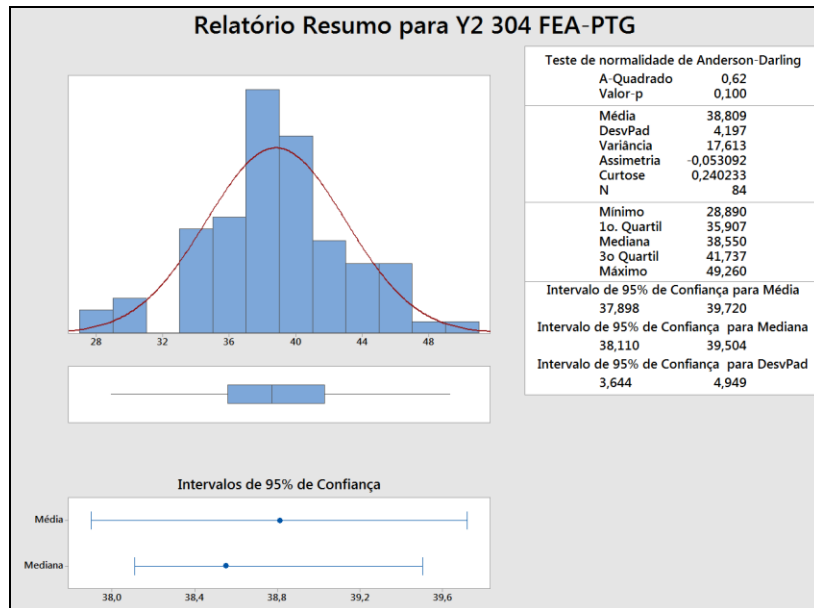 Relatório Resumo para Y2 304 FEA-PTG
28 32 36 40 44 48
Teste de normalidade de Anderson-Darling
A-Quadrado 0,62
Valor-p 0,100
Média 38,809
DesvPad 4,197
Variância 17,613
Assimetria -0,053092
Curtose 0,240233
N 84
Mínimo 28,890
1o. Quartil 35,907
Mediana 38,550
3o Quartil 41,737
Máximo 49,260
Intervalo de 95% de Confiança para Média
37,898 39,720
Intervalo de 95% de Confiança para Mediana
38,110 39,504
Intervalo de 95% de Confiança para DesvPad
3,644 4,949
Intervalos de 95% de Confiança
Média
Mediana
38,0 38,4 38,8 39,2 39,6